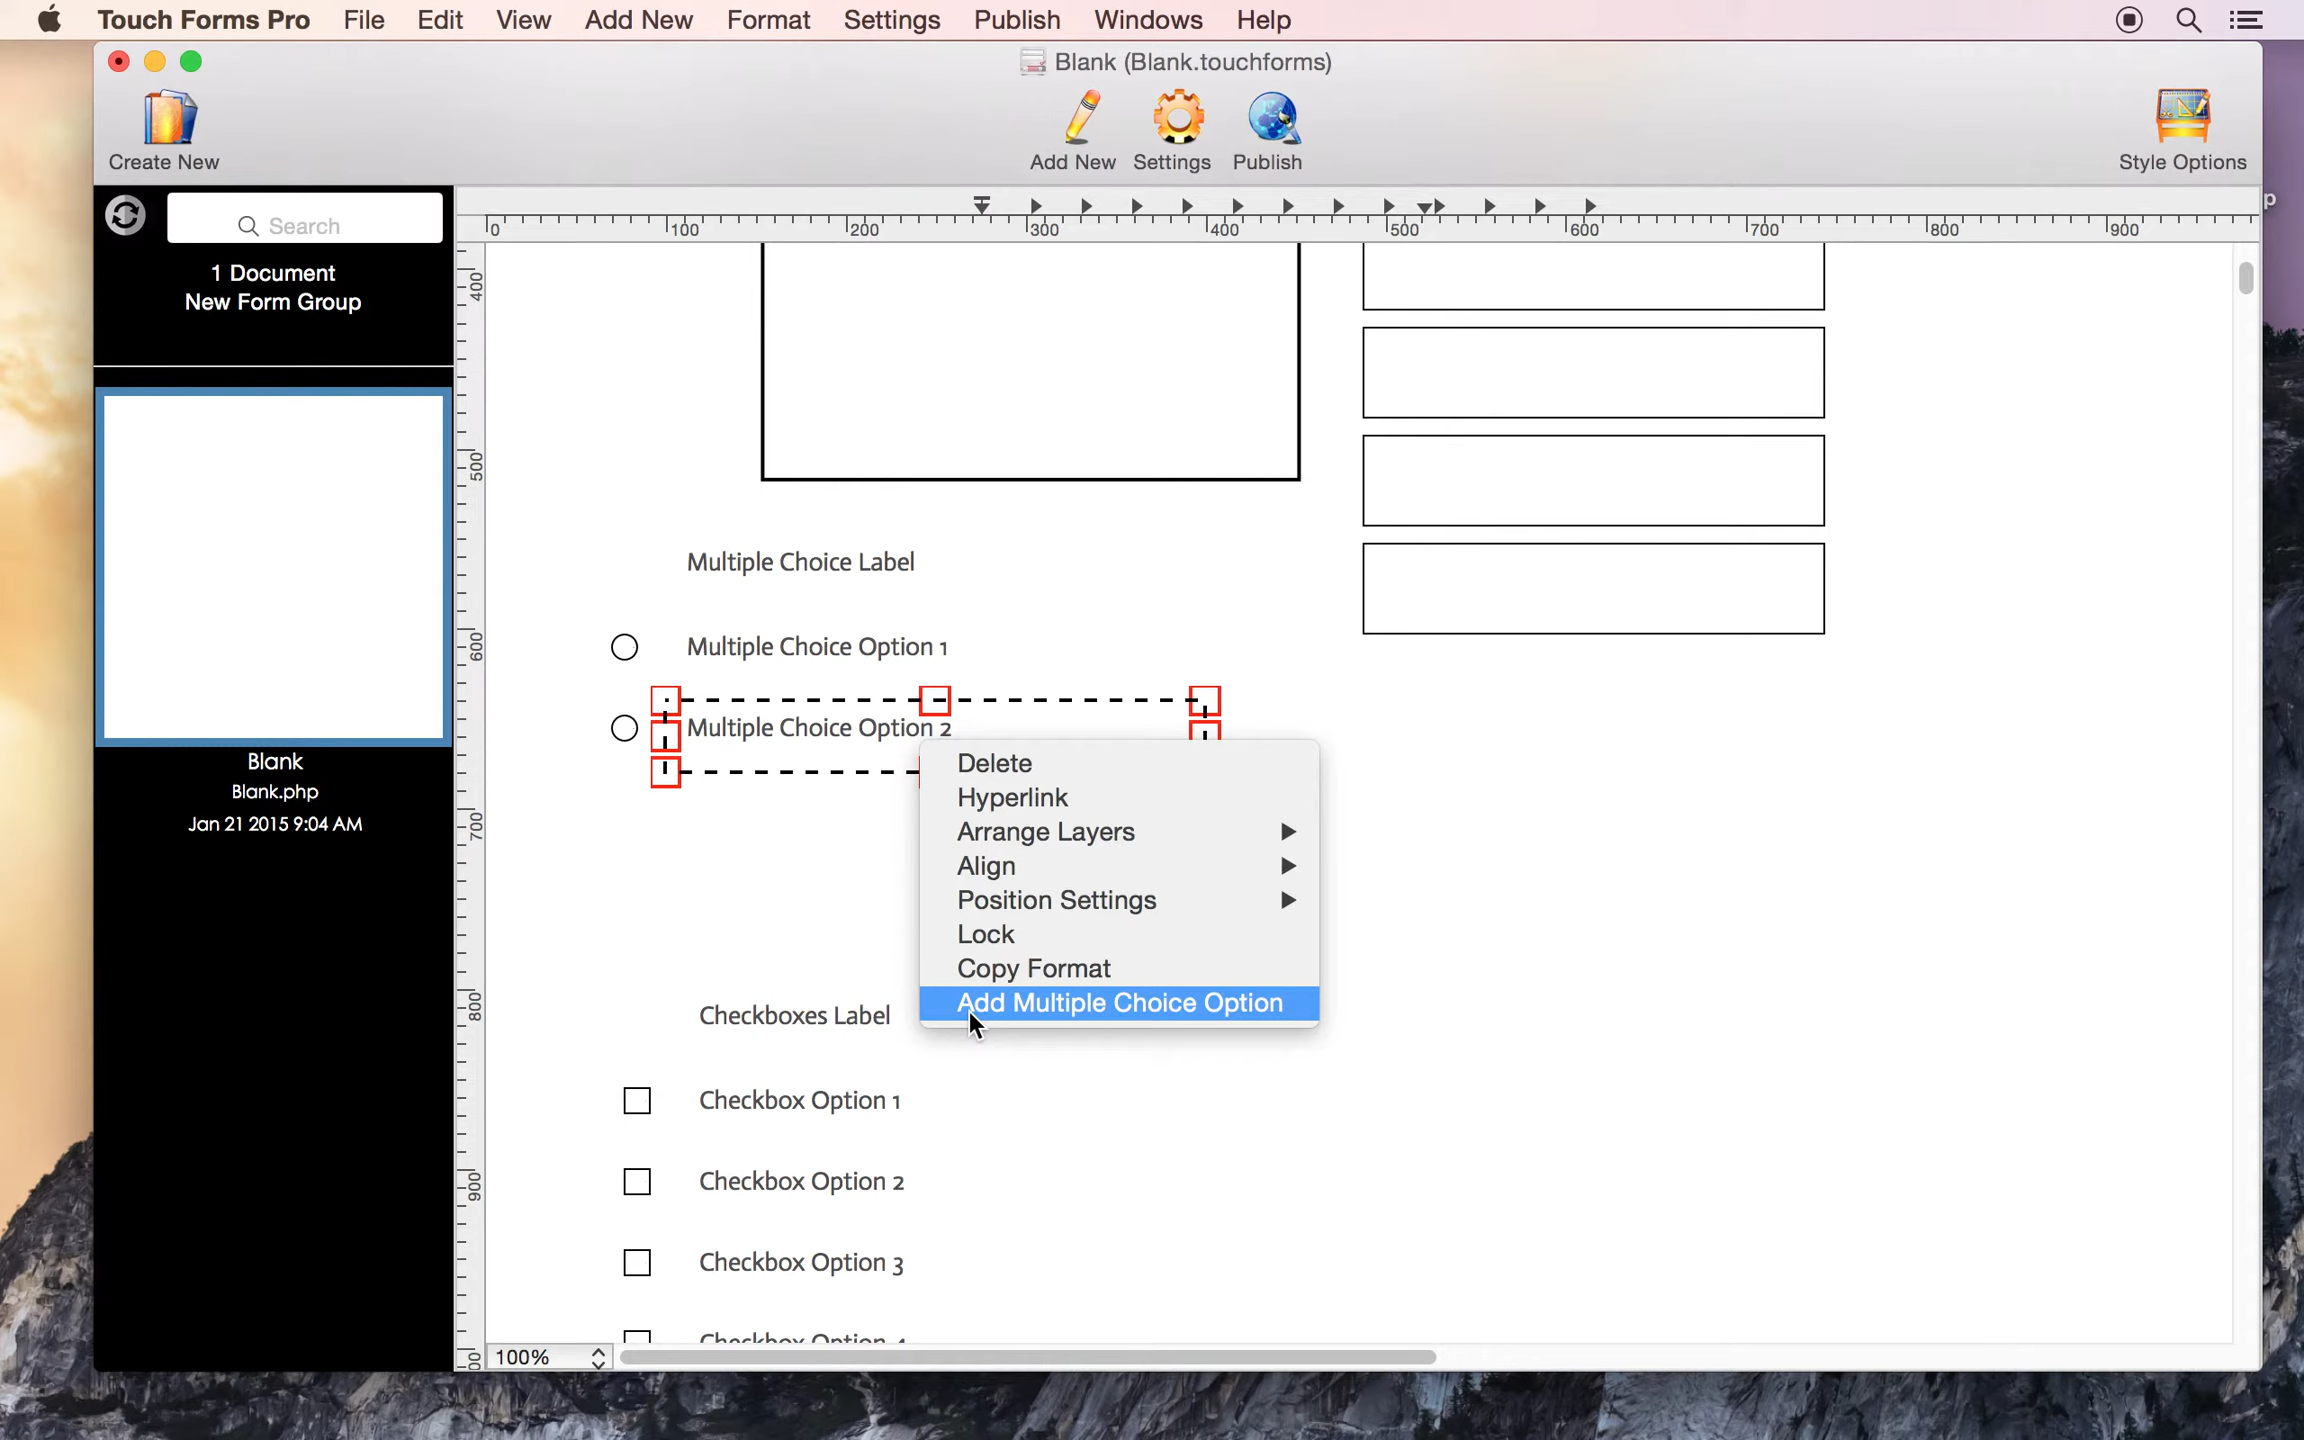 Touch Forms Pro File Edit View Add New Format Settings Publish Windows Help
Blank (Blank.touchforms)
Create New
Add New Settings Publish
Style Options
Search
1 Document
New Form Group
Blank
Blank.php
Jan 21 2015 9:04 AM
0 100 200 300 400 500 600 700 800 900
400
500
600
700
800
900
Multiple Choice Label
Multiple Choice Option 1
Multiple Choice Option 2
Delete
Hyperlink
Arrange Layers
Align
Position Settings
Lock
Copy Format
Add Multiple Choice Option
Checkboxes Label
Checkbox Option 1
Checkbox Option 2
Checkbox Option 3
Checkbox Option 4
100%
p